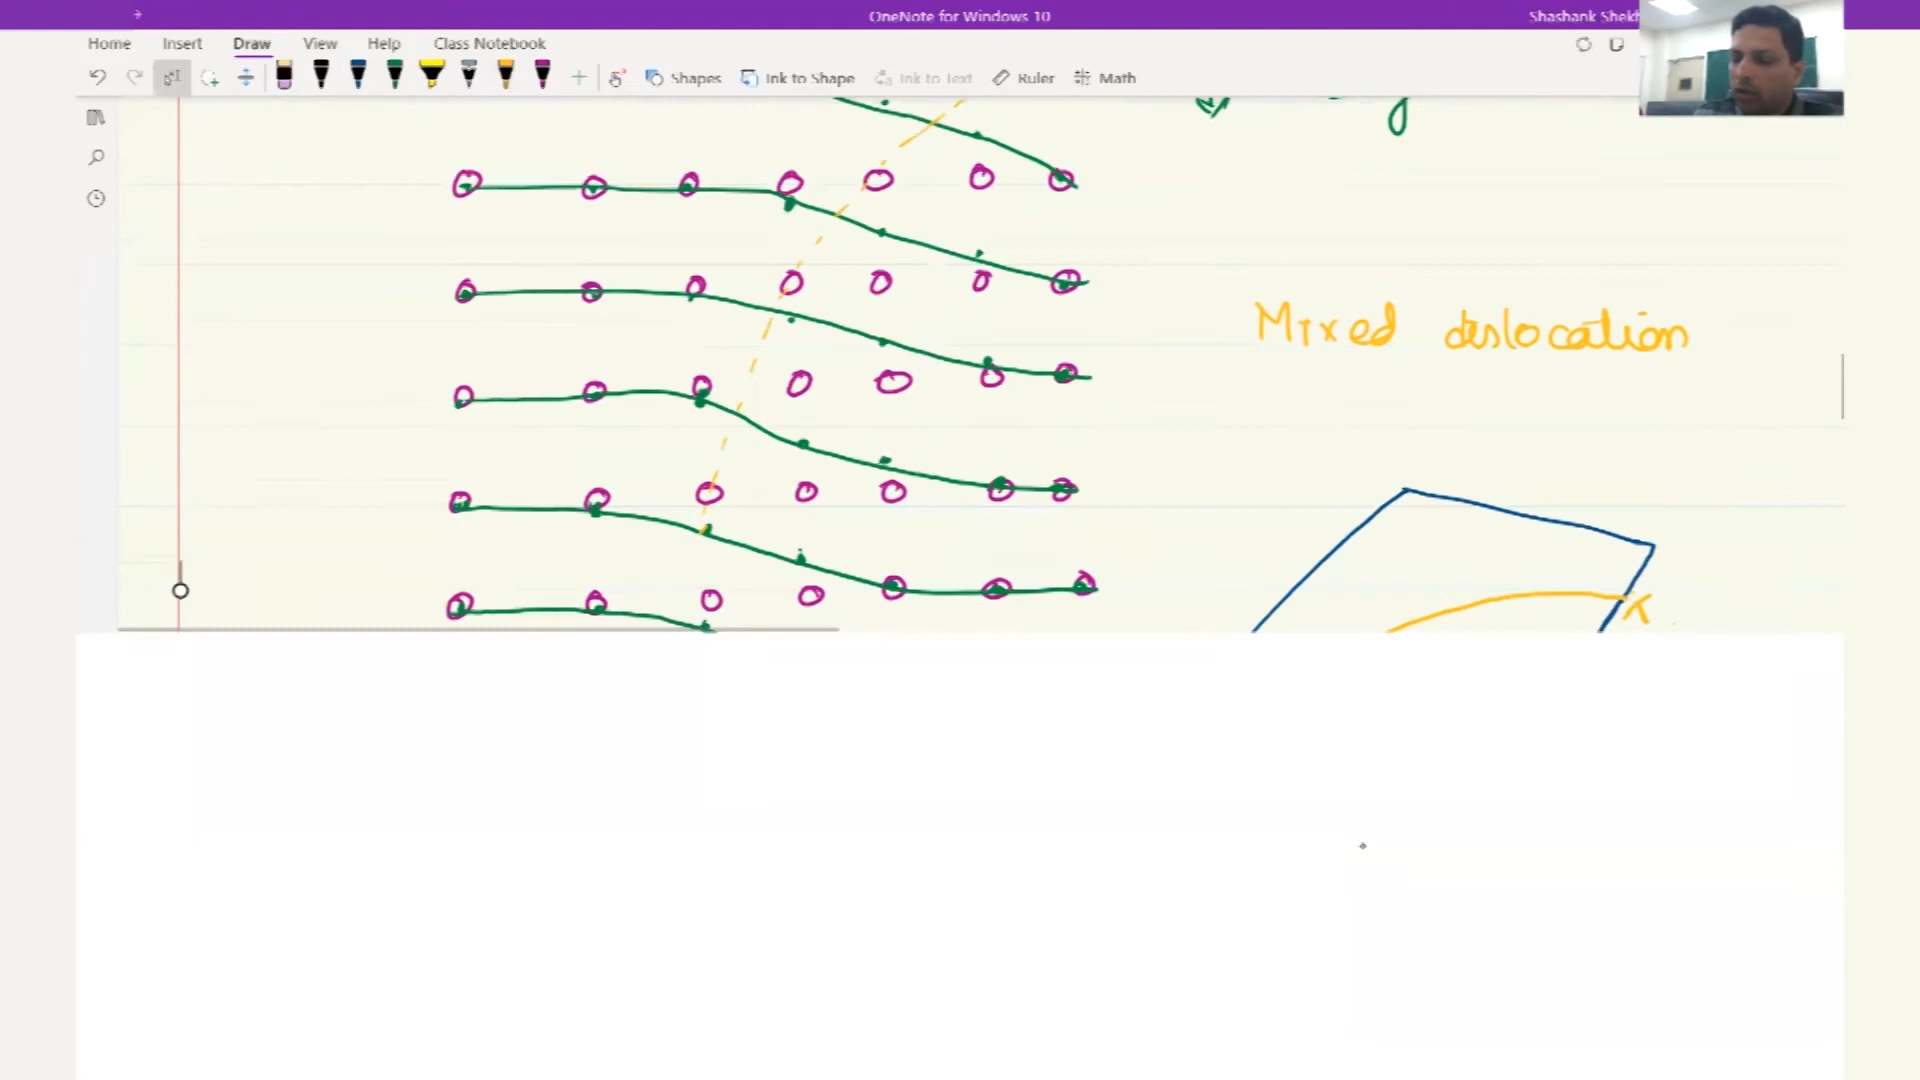 OneNote for Windows 10
Shashank Shekh
Home Insert Draw View Help Class Notebook
Shapes Ink to Shape Ink to Text Ruler Math
Mixed dislocation